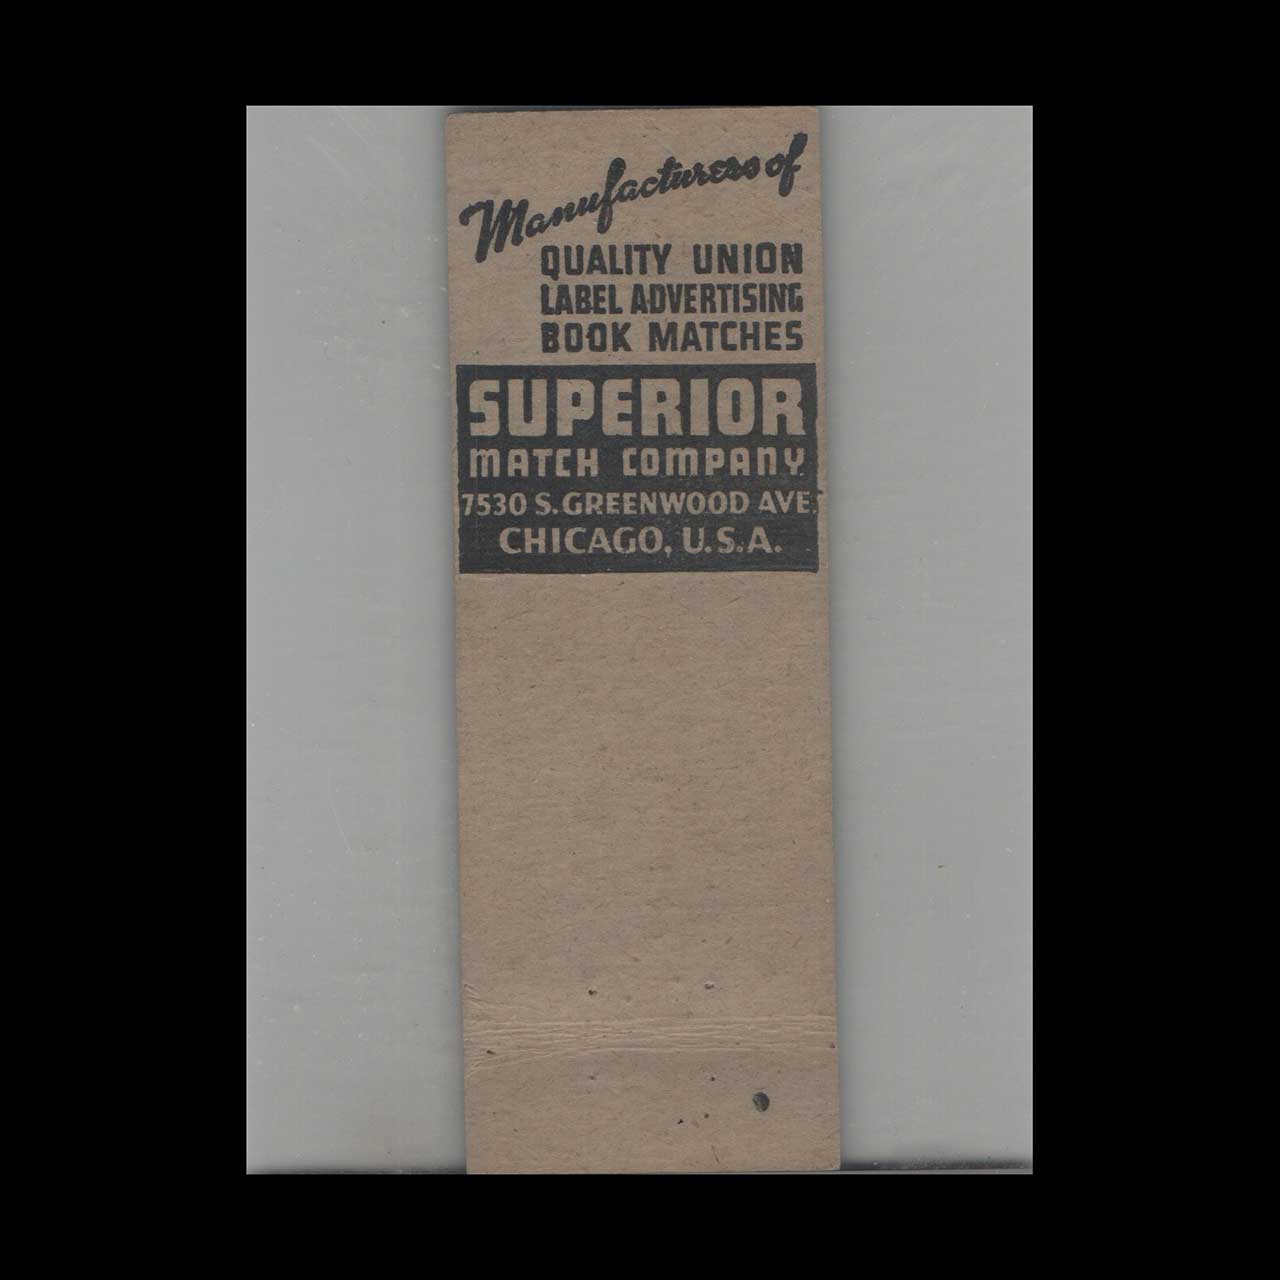 Manufacturers of
QUALITY UNION
LABEL ADVERTISING
BOOK MATCHES
SUPERIOR
MATCH COMPANY
7530 S. GREENWOOD AVE.
CHICAGO, U.S.A.